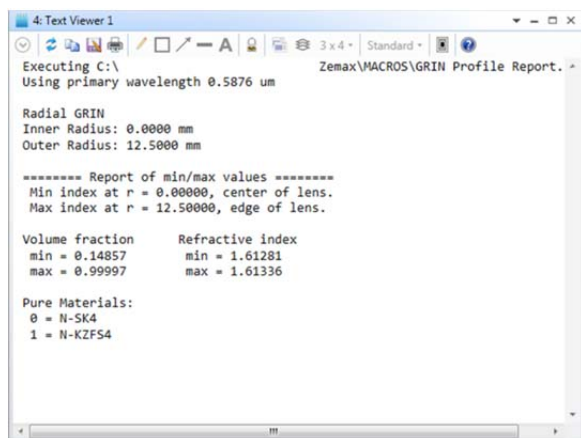 4: Text Viewer 1
3 x 4 Standard
Executing C:\ Zemax\MACROS\GRIN Profile Report.
Using primary wavelength 0.5876 um
Radial GRIN
Inner Radius: 0.0000 mm
Outer Radius: 12.5000 mm
======== Report of min/max values ========
Min index at r = 0.00000, center of lens.
Max index at r = 12.50000, edge of lens.
Volume fraction Refractive index
min = 0.14857 min = 1.61281
max = 0.99997 max = 1.61336
Pure Materials:
0 = N-SK4
1 = N-KZFS4